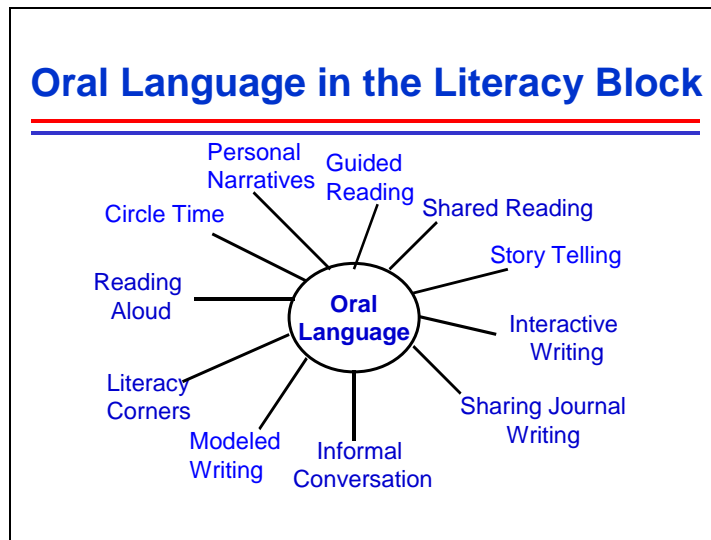 Oral Language in the Literacy Block
Personal
Narratives
Guided
Reading
Circle Time
Shared Reading
Story Telling
Reading
Aloud
Oral
Language
Interactive
Writing
Literacy
Corners
Sharing Journal
Writing
Modeled
Writing
Informal
Conversation